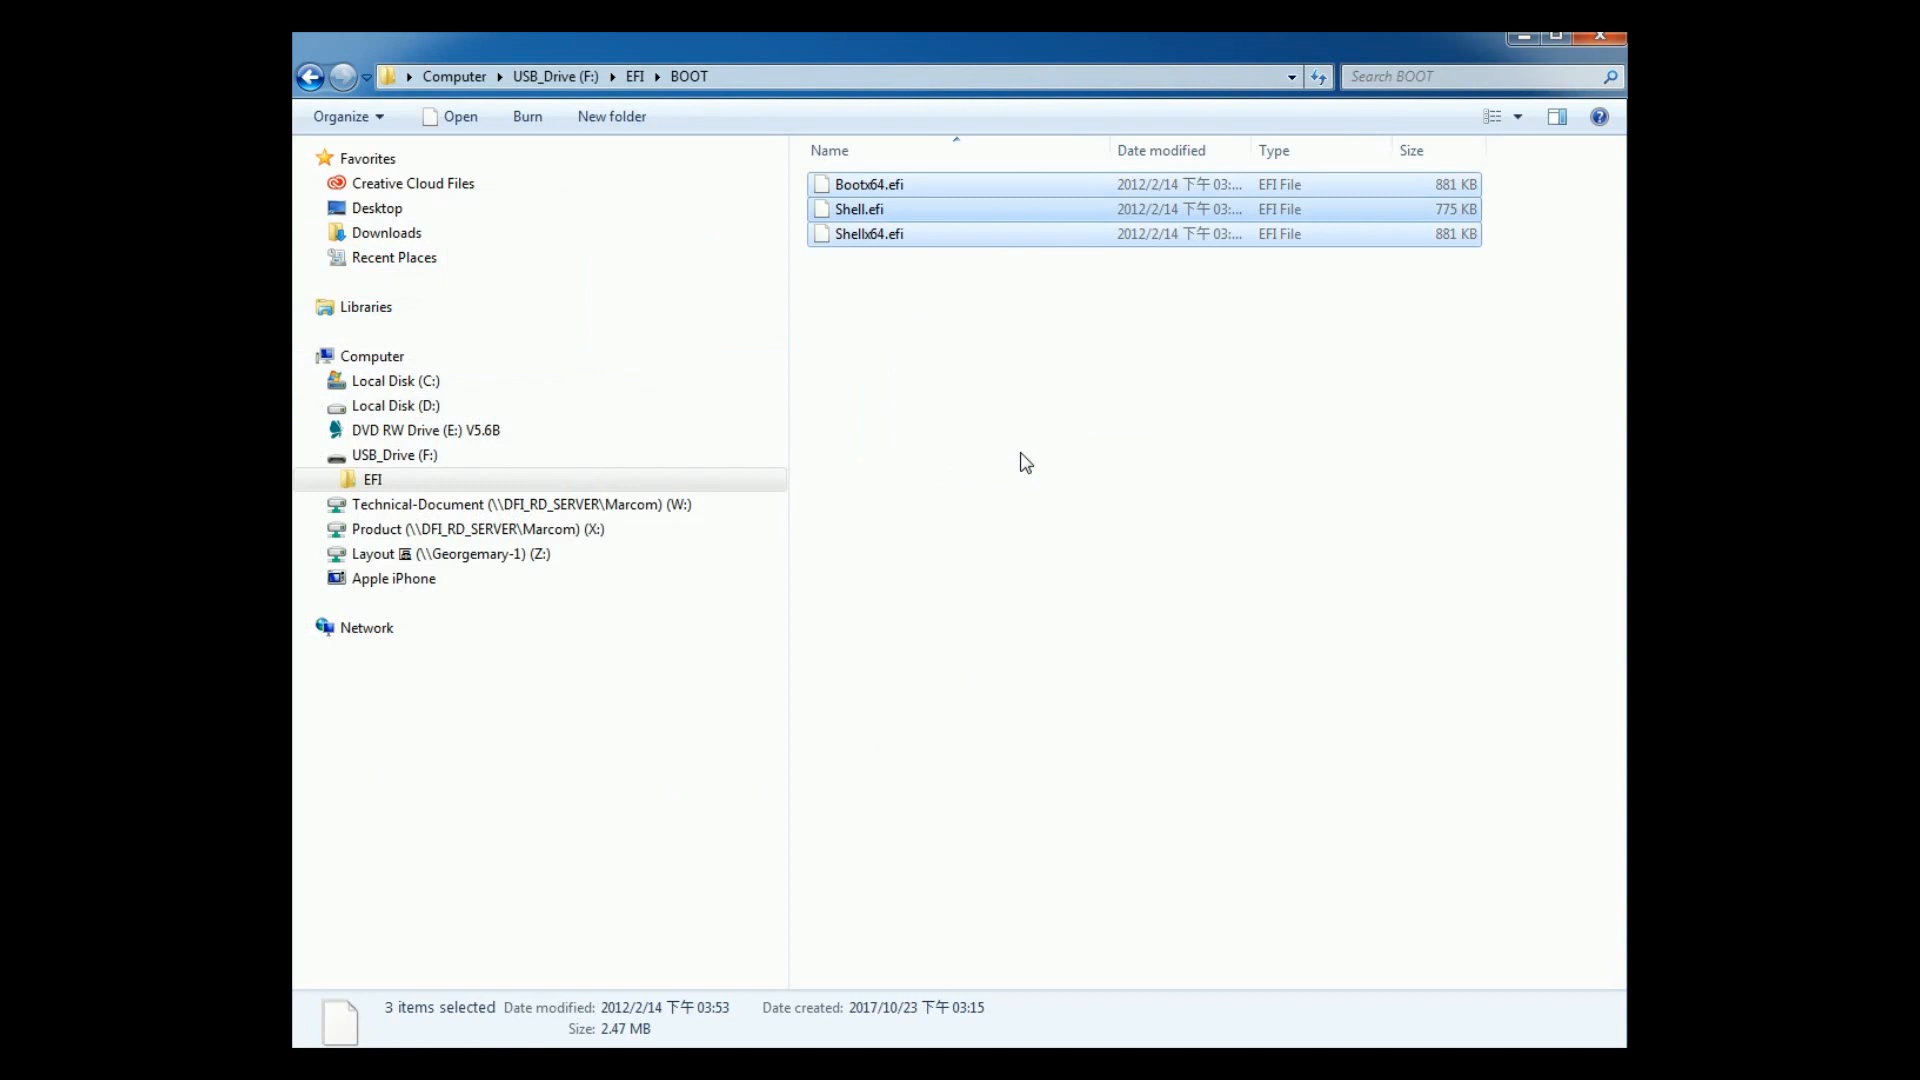 Computer USB_Drive (F:) EFI BOOT
Search BOOT
Organize Open Burn New folder
Favorites
Creative Cloud Files
Desktop
Downloads
Recent Places
Libraries
Computer
Local Disk (C:)
Local Disk (D:)
DVD RW Drive (E:) V5.6B
USB_Drive (F:)
EFI
Technical-Document (\\DFI_RD_SERVER\Marcom) (W:)
Product (\\DFI_RD_SERVER\Marcom) (X:)
Layout 區 (\\Georgemary-1) (Z:)
Apple iPhone
Network
Name Date modified Type Size
Bootx64.efi 2012/2/14 下午 03:... EFI File 881 KB
Shell.efi 2012/2/14 下午 03:... EFI File 775 KB
Shellx64.efi 2012/2/14 下午 03:... EFI File 881 KB
3 items selected Date modified: 2012/2/14 下午 03:53 Date created: 2017/10/23 下午 03:15
Size: 2.47 MB